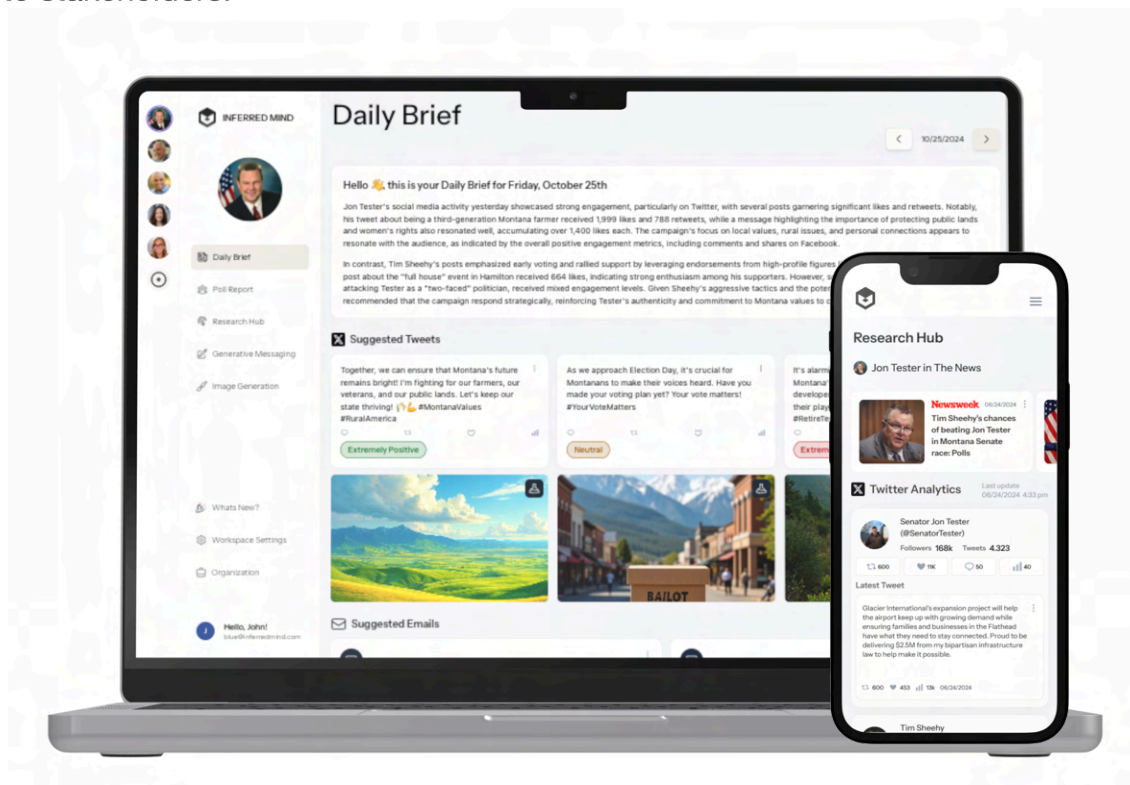 INFERRED MIND
Daily Brief
10/25/2024
Hello 👋, this is your Daily Brief for Friday, October 25th
Jon Tester's social media activity yesterday showcased strong engagement, particularly on Twitter, with several posts garnering significant likes and retweets. Notably,
his tweet about being a third-generation Montana farmer received 1,999 likes and 788 retweets, while a message highlighting the importance of protecting public lands
and women's rights also resonated well, accumulating over 1,400 likes each. The campaign's focus on local values, rural issues, and personal connections appears to
resonate with the audience, as indicated by the overall positive engagement metrics, including comments and shares on Facebook.
In contrast, Tim Sheehy's posts emphasized early voting and rallied support by leveraging endorsements from high-profile figures
post about the "full house" event in Hamilton received 664 likes, indicating strong enthusiasm among his supporters. However,
attacking Tester as a "two-faced" politician, received mixed engagement levels. Given Sheehy's aggressive tactics and the
recommended that the campaign respond strategically, reinforcing Tester's authenticity and commitment to Montana values to
Daily Brief
Poll Report
Research Hub
Generative Messaging
Image Generation
Whats New?
Workspace Settings
Organization
J
Hello, John!
blue@inferredmind.com
Suggested Tweets
Together, we can ensure that Montana's future
remains bright! I'm fighting for our farmers, our
veterans, and our public lands. Let's keep our
state thriving! 🌾💪 #MontanaValues
#RuralAmerica
Extremely Positive
As we approach Election Day, it's crucial for
Montanans to make their voices heard. Have you
made your voting plan yet? Your vote matters!
#YourVoteMatters
Neutral
It's
Montana'
their
BAILOT
Suggested Emails
Research Hub
Jon Tester in The News
Newsweek 06/24/2024
Tim Sheehy's chances
of beating Jon Tester
in Montana Senate
race: Polls
Twitter Analytics
Last update
06/24/2024 4:33 pm
Senator Jon Tester
(@SenatorTester)
Followers 168k Tweets 4.323
600 11K 50 40
Latest Tweet
Glacier International's expansion project will help
the airport keep up with growing demand while
ensuring families and businesses in the Flathead
have what they need to stay connected. Proud to be
delivering $2.5M from my bipartisan infrastructure
law to help make it possible.
600 453 13k 06/24/2024
Tim Sheehy